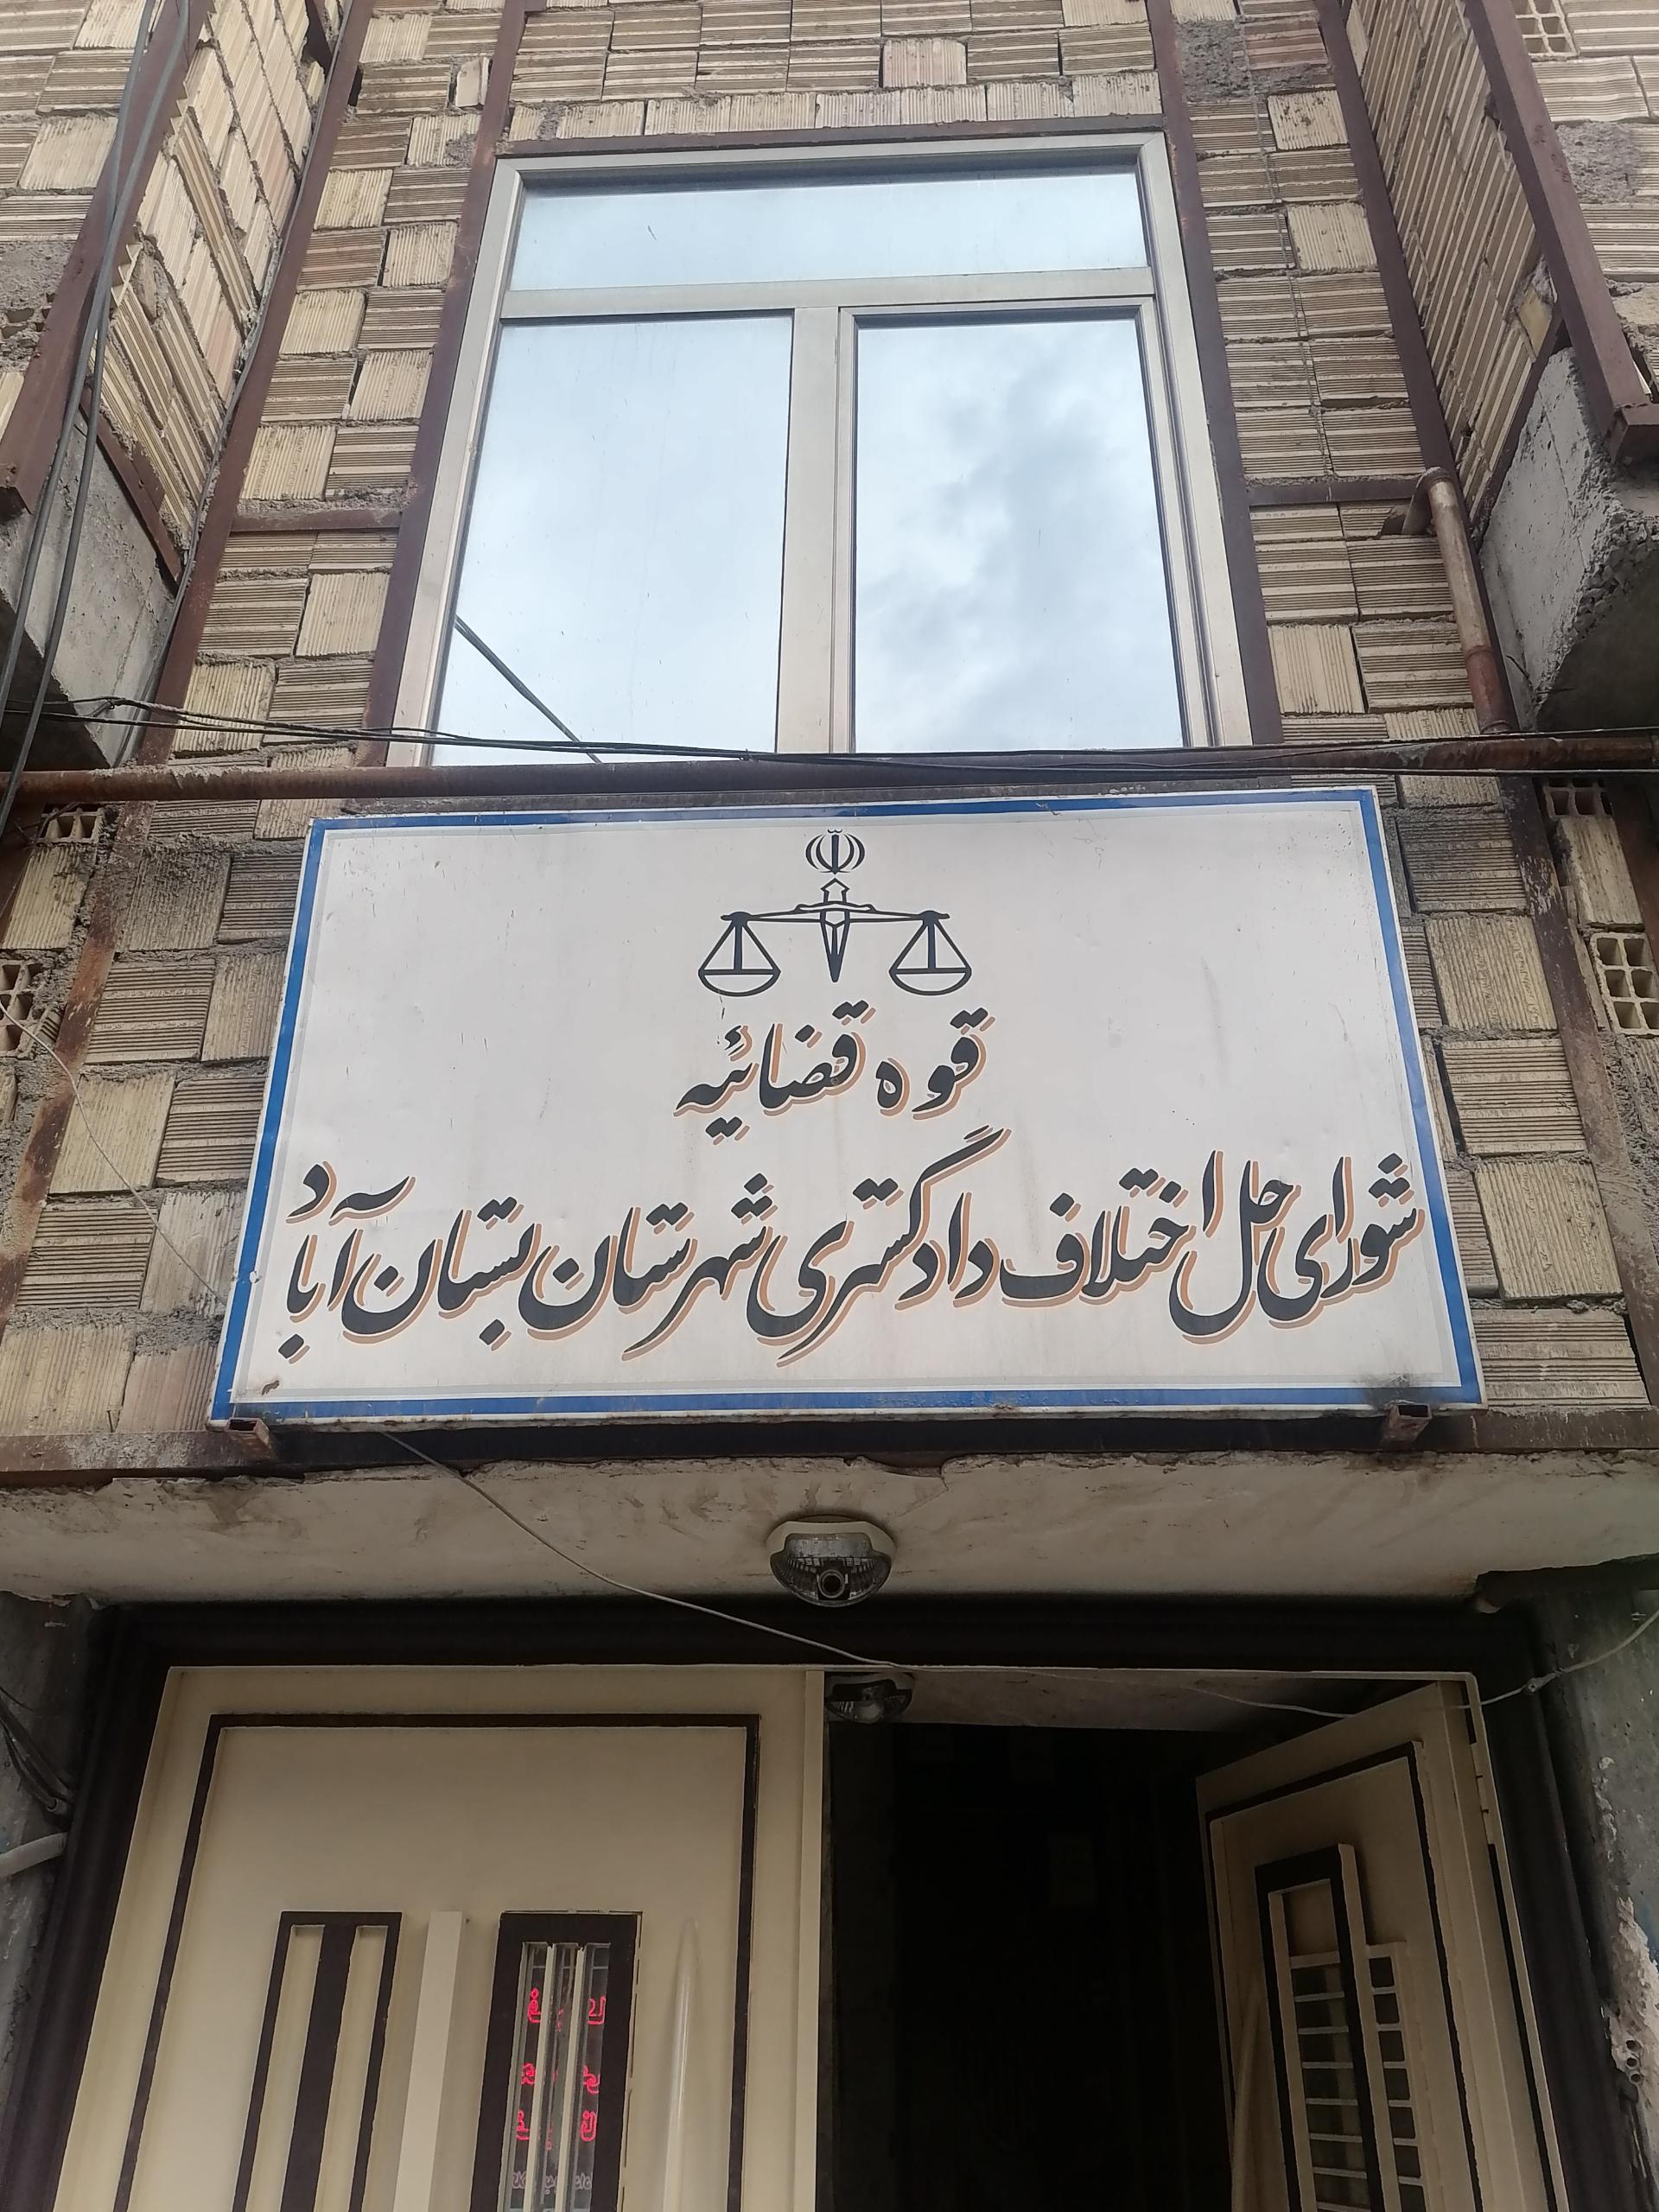 قوه قضائیه
شورای حل اختلاف دادگستری شهرستان بستان آباد